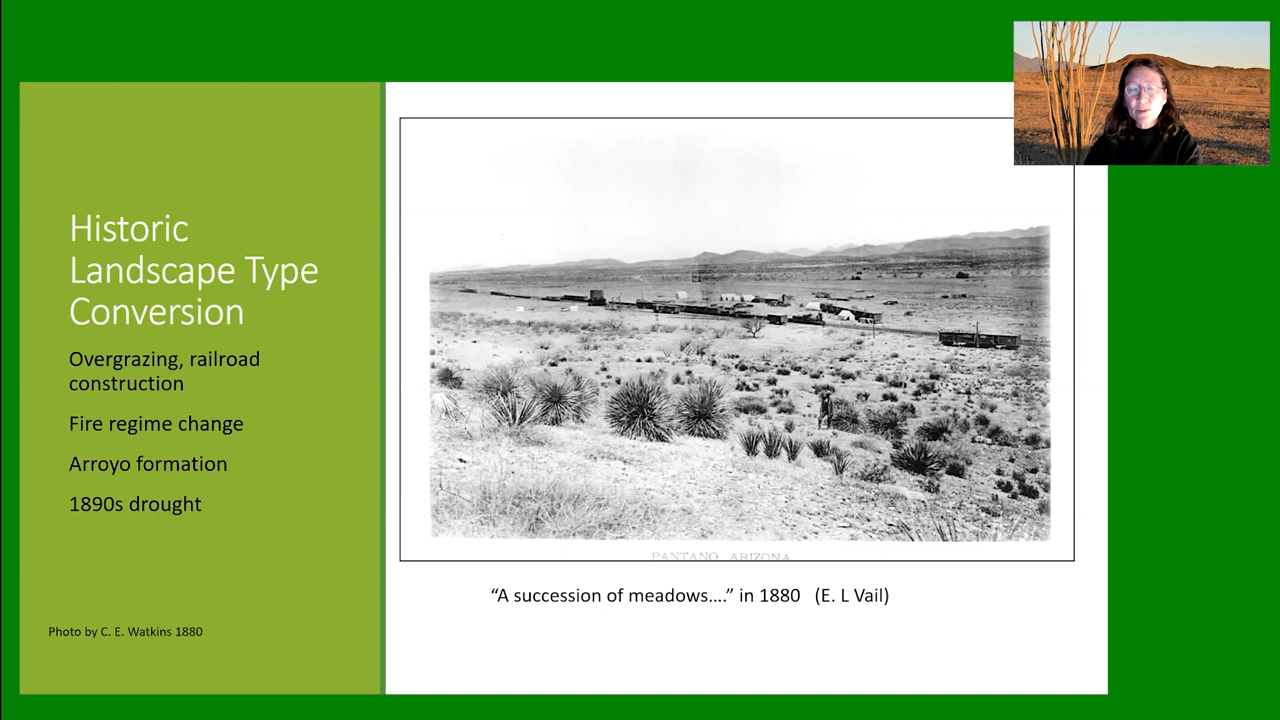 Historic
Landscape Type
Conversion
Overgrazing, railroad
construction
Fire regime change
Arroyo formation
1890s drought
Photo by C. E. Watkins 1880
PANTANO ARIZONA
“A succession of meadows....” in 1880 (E. L Vail)